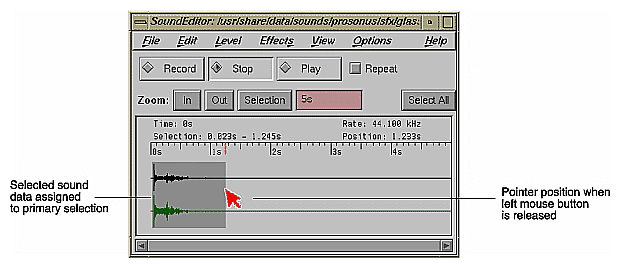 SoundEditor: /usr/share/data/sounds/prosonus/sfx/glass
File Edit Level Effects View Options Help
Record Stop Play Repeat
Zoom: In Out Selection 5s Select All
Time: 0s Rate: 44.100 kHz
Selection: 0.023s - 1.245s Position: 1.233s
0s 1s 2s 3s 4s
Selected sound
data assigned
to primary selection
Pointer position when
left mouse button
is released